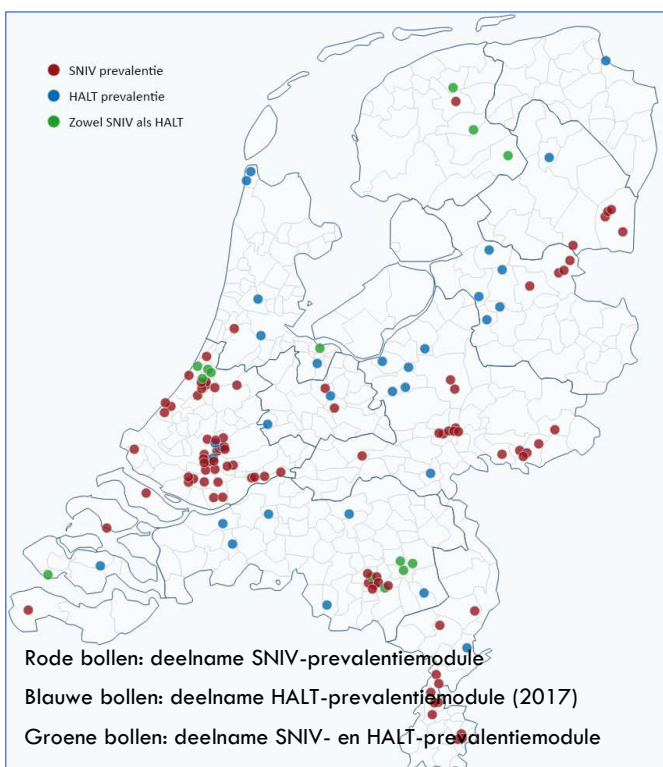 SNIV prevalentie
HALT prevalentie
Zowel SNIV als HALT
Rode bollen: deelname SNIV-prevalentiemodule
Blauwe bollen: deelname HALT-prevalentiemodule (2017)
Groene bollen: deelname SNIV- en HALT-prevalentiemodule